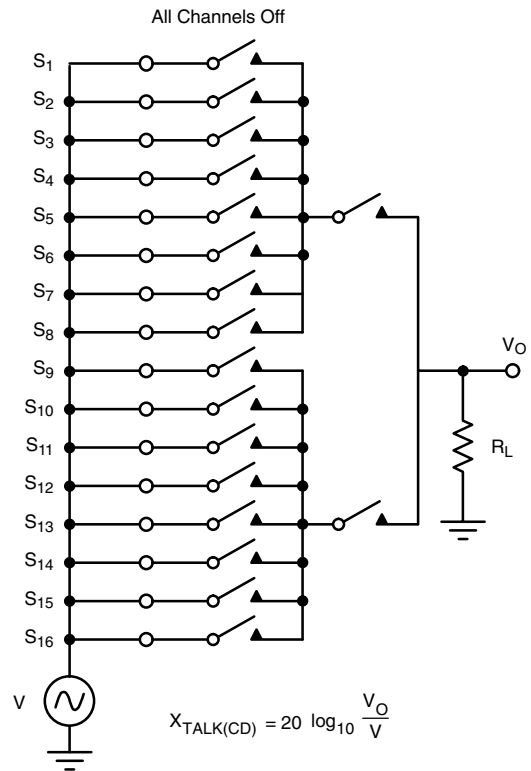 All Channels Off
S1
S2
S3
S4
S5
S6
S7
S8
S9
S10
S11
S12
S13
S14
S15
S16
VO
RL
V
XTALK(CD) = 20 log10 VO/V